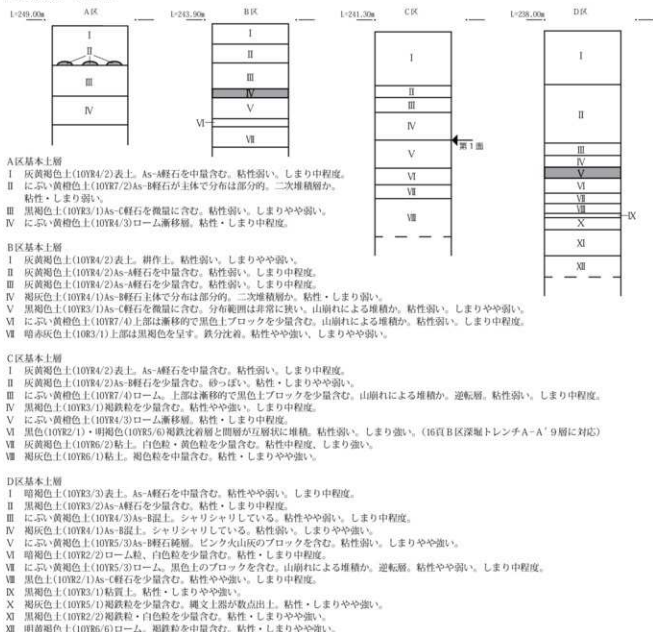 L=249.00m A区 L=243.90m B区 L=241.30m C区 L=238.00m D区
I
II
III
IV
I
II
III
IV
V
VI
VII
I
II
III
IV
V
VI
VII
VIII
第1面
I
II
III
IV
V
VI
VII
VIII
IX
X
XI
XII
A区基本土層
I 灰黄褐色土(10YR4/2)表土。As-A軽石を中量含む。粘性弱い。しまり中程度。
II にぶい黄橙色土(10YR7/2)As-B軽石が主体で分布は部分的。二次堆積層か。
粘性・しまり弱い。
III 黒褐色土(10YR3/1)As-C軽石を微量に含む。粘性弱い。しまりやや弱い。
IV にぶい黄橙色土(10YR4/3)ローム漸移層。粘性・しまり中程度。
B区基本土層
I 灰黄褐色土(10YR4/2)表土。耕作土。粘性弱い。しまりやや弱い。
II 灰黄褐色土(10YR4/2)As-A軽石を中量含む。粘性弱い。しまり中程度。
III 灰黄褐色土(10YR4/2)As-A軽石を少量含む。粘性弱い。しまり中程度。
IV 褐灰色土(10YR4/1)As-B軽石主体で分布は部分的。二次堆積層か。粘性・しまり弱い。
V 黒褐色土(10YR3/1)As-C軽石を微量に含む。分布範囲は非常に狭い。山崩れによる堆積か。粘性弱い。しまりやや弱い。
VI にぶい黄橙色土(10YR7/4)上部は漸移的で黒色土ブロックを少量含む。山崩れによる堆積か。粘性弱い。しまり中程度。
VII 暗赤灰色土(10R3/1)上部は黒褐色を呈す。鉄分沈着。粘性やや強い、しまりやや弱い。
C区基本土層
I 灰黄褐色土(10YR4/2)表土。As-A軽石を中量含む。粘性弱い。しまり中程度。
II 灰黄褐色土(10YR4/2)As-B軽石を少量含む。砂っぽい。粘性・しまりやや弱い。
III にぶい黄橙色土(10YR7/4)ローム。上部は漸移的で黒色土ブロックを少量含む。山崩れによる堆積か。逆転層。粘性弱い。しまり中程度。
IV 黒褐色土(10YR3/1)褐鉄粒を少量含む。粘性やや強い。しまり中程度。
V にぶい黄橙色土(10YR4/3)ローム漸移層。粘性・しまり中程度。
VI 黒色(10YR2/1)・明褐色(10YR5/6)褐鉄沈着層と間層が互層状に堆積。粘性弱い。しまり強い。(16頁B区深堀トレンチA-A´9層に対応)
VII 灰黄褐色土(10YR6/2)粘土。白色粒・黄色粒を少量含む。粘性中程度、しまり強い。
VIII 褐灰色土(10YR6/1)粘土。褐色粒を中量含む。粘性・しまりやや強い。
D区基本土層
I 暗褐色土(10YR3/3)表土。As-A軽石を中量含む。粘性やや弱い。しまり中程度。
II 黒褐色土(10YR3/2)As-A軽石を少量含む。粘性・しまり中程度。
III にぶい黄褐色土(10YR4/3)As-B混土。シャリシャリしている。粘性やや弱い。しまり中程度。
IV 褐灰色土(10YR4/1)As-B混土。シャリシャリしている。粘性弱い。しまりやや強い。
V にぶい黄褐色土(10YR5/3)As-B軽石純層。ピンク火山灰のブロックを含む。粘性弱い。しまりやや強い。
VI 暗褐色土(10YR2/2)ローム粒、白色粒を少量含む。粘性・しまり中程度。
VII にぶい黄褐色土(10YR5/3)ローム。黒色土のブロックを含む。山崩れによる堆積か。逆転層。粘性やや弱い。しまり中程度。
VIII 黒色土(10YR2/1)As-C軽石を少量含む。粘性やや強い。しまり中程度。
IX 黒褐色土(10YR3/1)粘質土。粘性・しまりやや強い。
X 褐灰色土(10YR5/1)褐鉄粒を少量含む。縄文土器が数点出土。粘性・しまりやや強い。
XI 黒褐色土(10YR2/2)褐鉄粒・白色粒を少量含む。粘性・しまりやや強い。
XII 明黄褐色土(10YR6/6)ローム。褐鉄粒を中量含む。粘性・しまりやや強い。